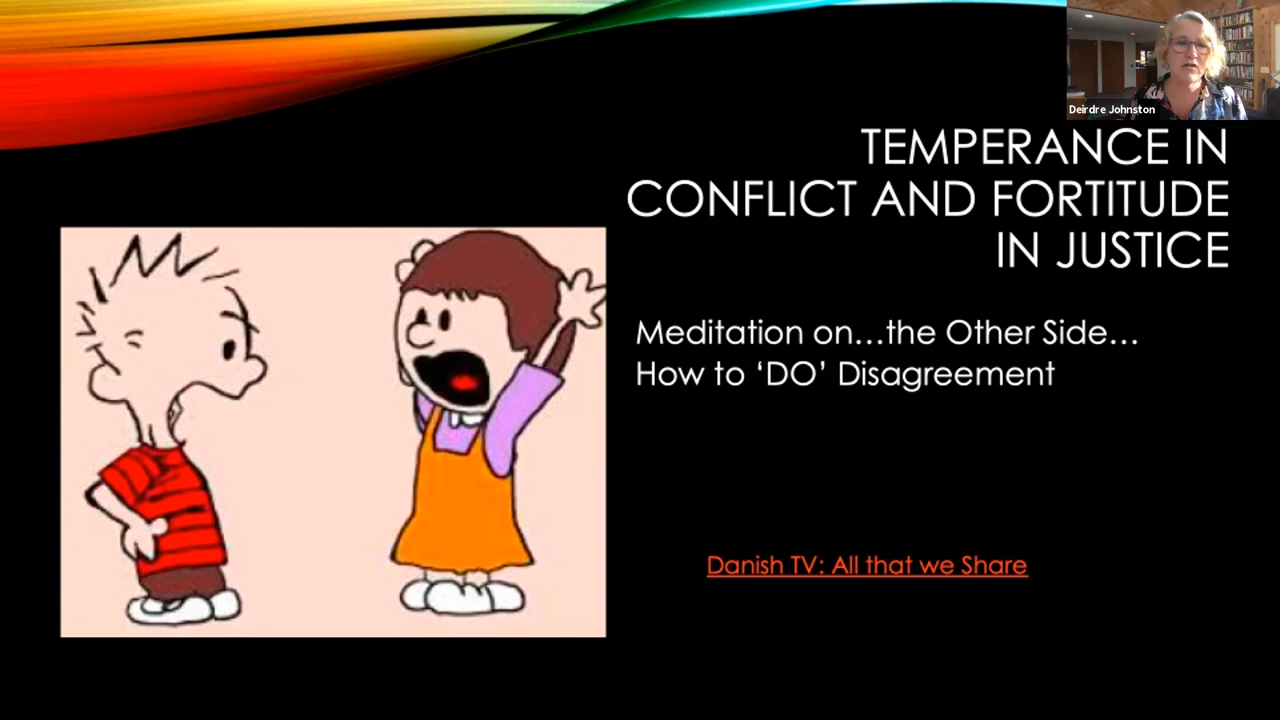 Deirdre Johnston
TEMPERANCE IN
CONFLICT AND FORTITUDE
IN JUSTICE
Meditation on…the Other Side…
How to ‘DO’ Disagreement
Danish TV: All that we Share